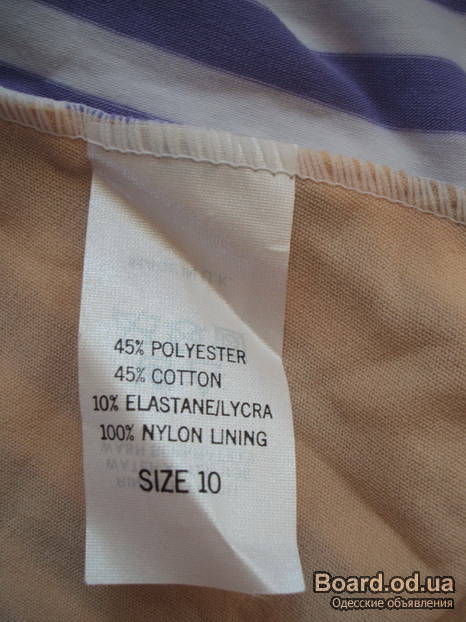 45% POLYESTER
45% COTTON
10% ELASTANE/LYCRA
100% NYLON LINING
SIZE 10
Board.od.ua
Одесские объявления